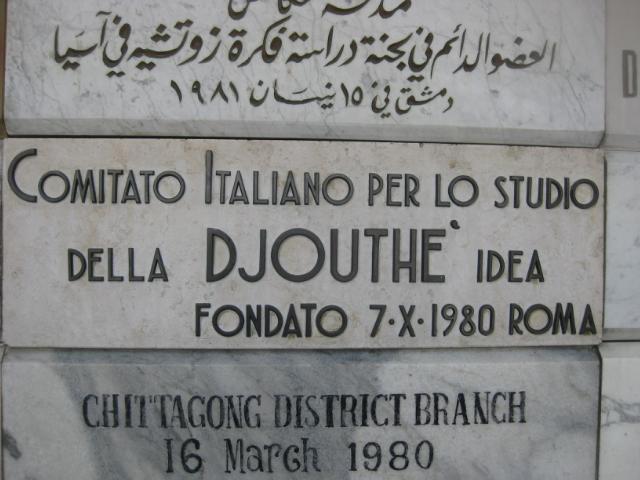 العضو الدائم في لجنة دراسة فكرة زوتشيه في آسيا
دمشق في ١٥ نيسان ١٩٨١
COMITATO ITALIANO PER LO STUDIO
DELLA DJOUTHE` IDEA
FONDATO 7·X·1980 ROMA
CHITTAGONG DISTRICT BRANCH
16 March 1980